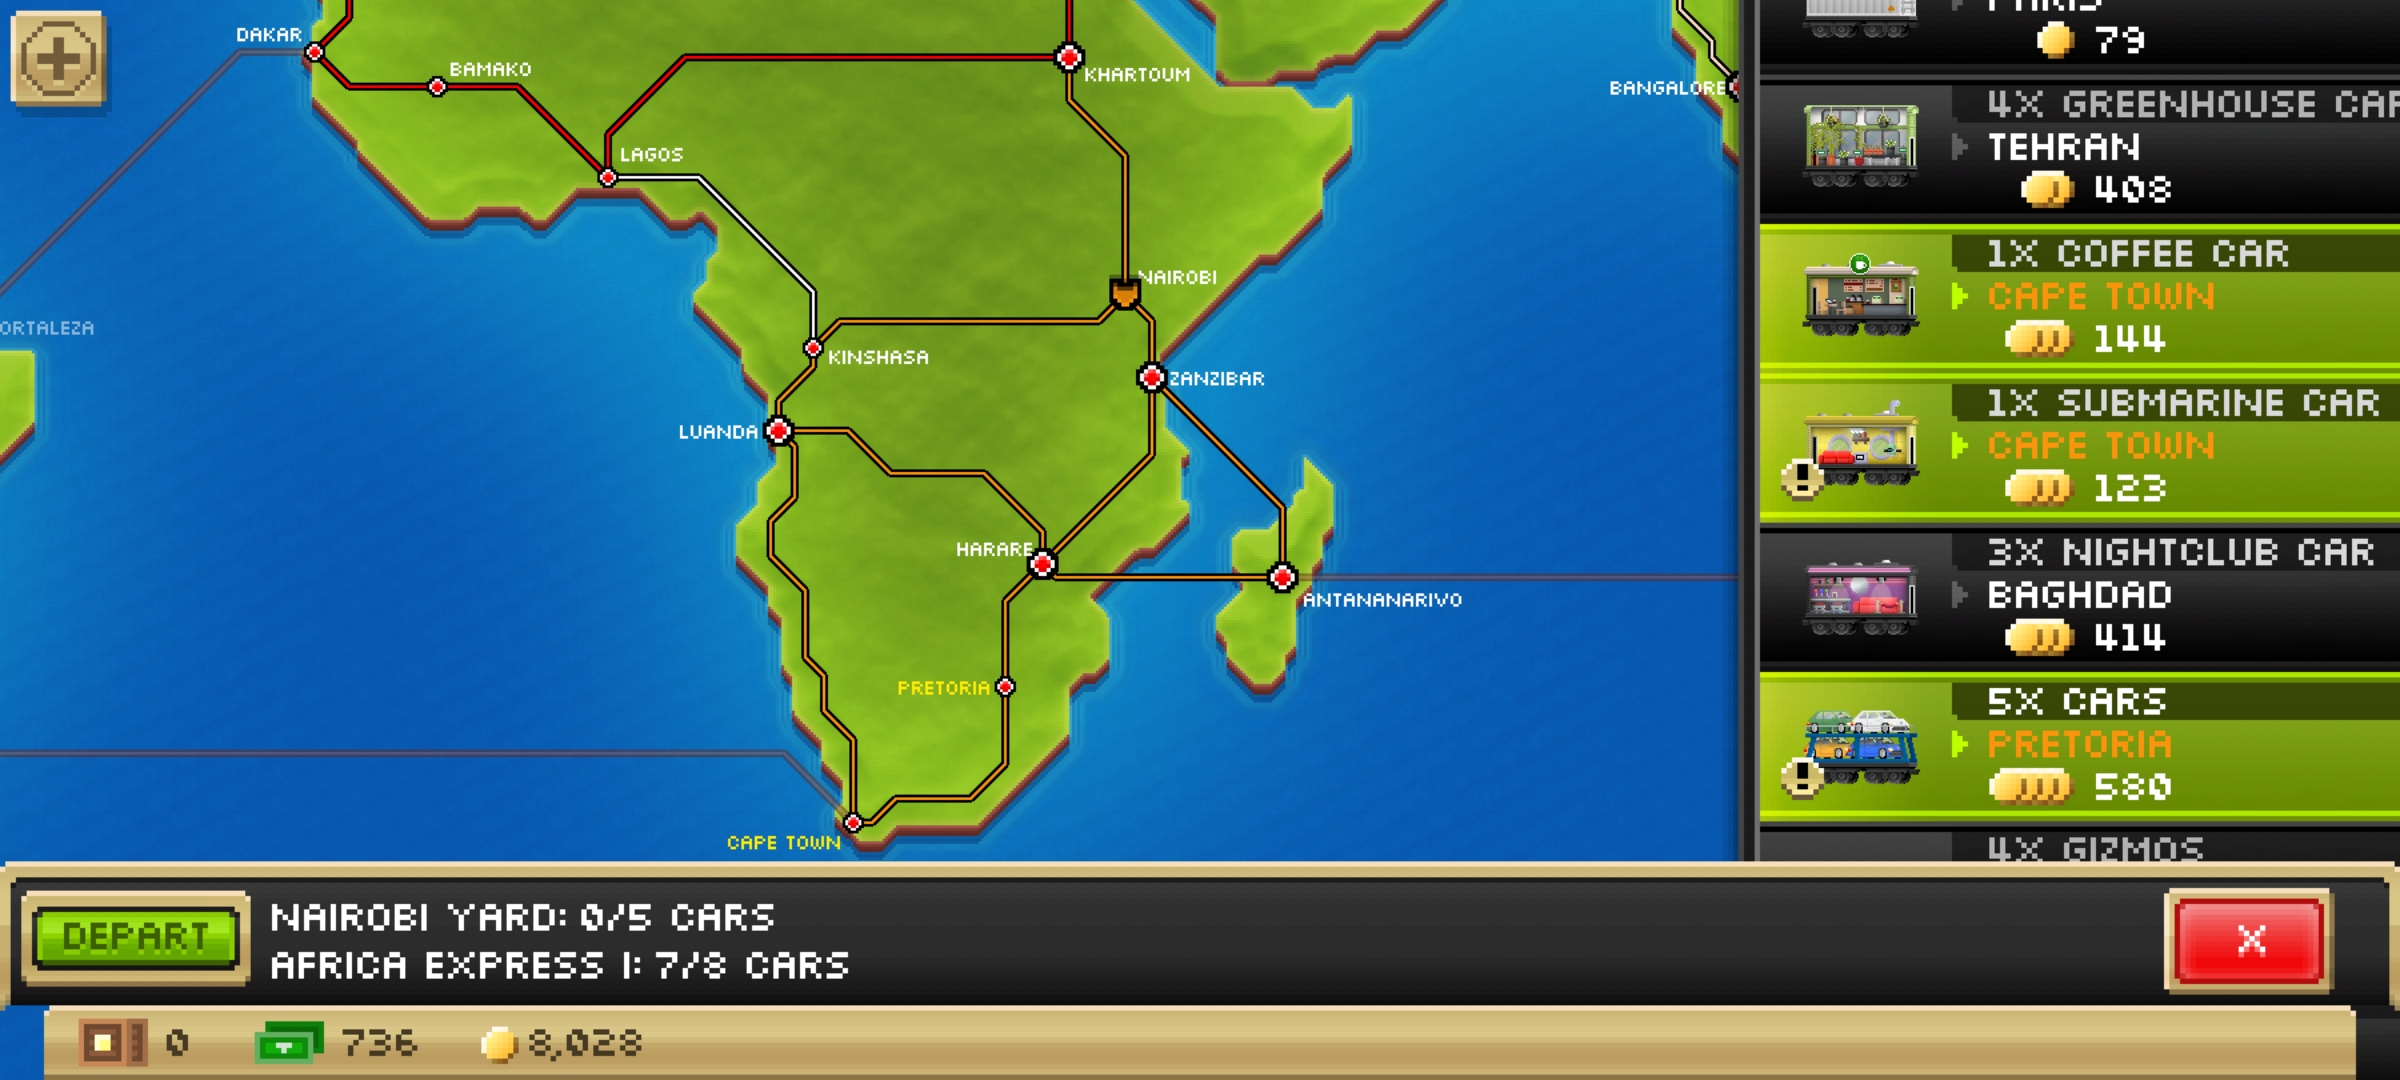 DAKAR
BAMAKO
KHARTOUM
LAGOS
BANGALORE
NAIROBI
ORTALEZA
KINSHASA
ZANZIBAR
LUANDA
HARARE
ANTANANARIVO
PRETORIA
CAPE TOWN
PARIS
79
4X GREENHOUSE CAR
TEHRAN
408
1X COFFEE CAR
CAPE TOWN
144
1X SUBMARINE CAR
CAPE TOWN
123
3X NIGHTCLUB CAR
BAGHDAD
414
5X CARS
PRETORIA
580
4X GIZMOS
DEPART
NAIROBI YARD: 0/5 CARS
AFRICA EXPRESS I: 7/8 CARS
X
0
736
8,028